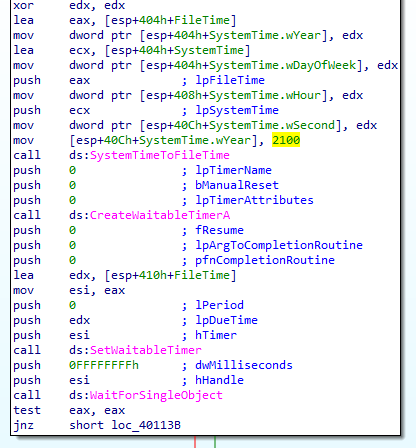 xor edx, edx
lea eax, [esp+404h+FileTime]
mov dword ptr [esp+404h+SystemTime.wYear], edx
lea ecx, [esp+404h+SystemTime]
mov dword ptr [esp+404h+SystemTime.wDayOfWeek], edx
push eax ; lpFileTime
mov dword ptr [esp+408h+SystemTime.wHour], edx
push ecx ; lpSystemTime
mov dword ptr [esp+40Ch+SystemTime.wSecond], edx
mov [esp+40Ch+SystemTime.wYear], 2100
call ds:SystemTimeToFileTime
push 0 ; lpTimerName
push 0 ; bManualReset
push 0 ; lpTimerAttributes
call ds:CreateWaitableTimerA
push 0 ; fResume
push 0 ; lpArgToCompletionRoutine
push 0 ; pfnCompletionRoutine
lea edx, [esp+410h+FileTime]
mov esi, eax
push 0 ; lPeriod
push edx ; lpDueTime
push esi ; hTimer
call ds:SetWaitableTimer
push 0FFFFFFFFh ; dwMilliseconds
push esi ; hHandle
call ds:WaitForSingleObject
test eax, eax
jnz short loc_40113B